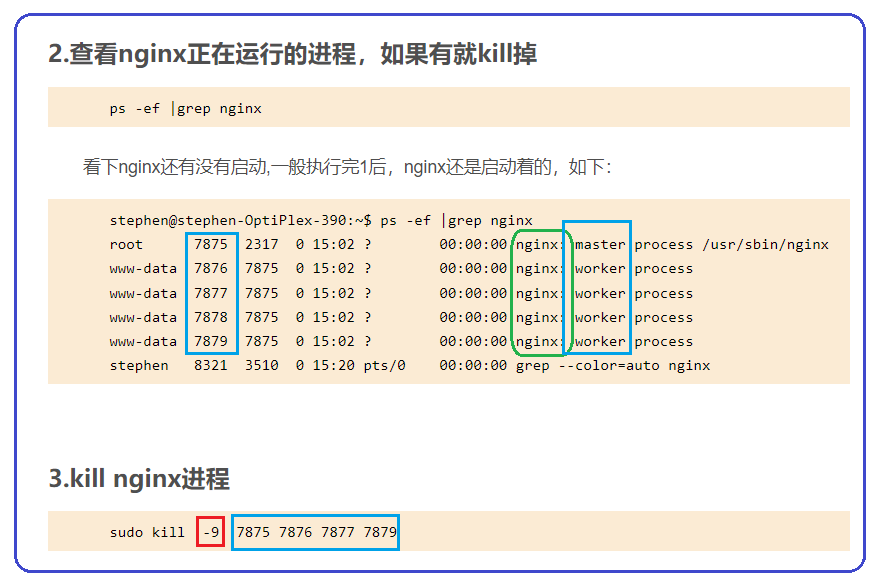 2.查看nginx正在运行的进程，如果有就kill掉
ps -ef |grep nginx
看下nginx还有没有启动,一般执行完1后，nginx还是启动着的，如下：
stephen@stephen-OptiPlex-390:~$ ps -ef |grep nginx
root      7875  2317  0 15:02 ?        00:00:00 nginx: master process /usr/sbin/nginx
www-data  7876  7875  0 15:02 ?        00:00:00 nginx: worker process
www-data  7877  7875  0 15:02 ?        00:00:00 nginx: worker process
www-data  7878  7875  0 15:02 ?        00:00:00 nginx: worker process
www-data  7879  7875  0 15:02 ?        00:00:00 nginx: worker process
stephen   8321  3510  0 15:20 pts/0    00:00:00 grep --color=auto nginx
3.kill nginx进程
sudo kill  -9  7875 7876 7877 7879